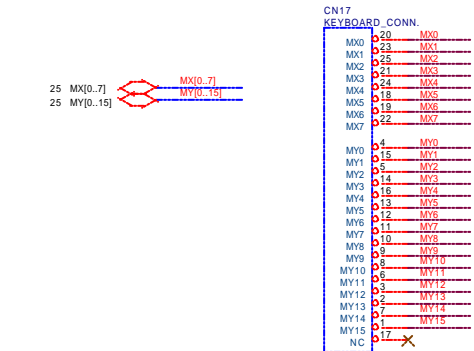 CN17
KEYBOARD_CONN.
25 MX[0..7] MX[0..7]
25 MY[0..15] MY[0..15]
MX0 20 MX0
MX1 23 MX1
MX2 25 MX2
MX3 21 MX3
MX4 24 MX4
MX5 18 MX5
MX6 19 MX6
MX7 22 MX7
MY0 4 MY0
MY1 15 MY1
MY2 5 MY2
MY3 14 MY3
MY4 16 MY4
MY5 13 MY5
MY6 12 MY6
MY7 11 MY7
MY8 10 MY8
MY9 9 MY9
MY10 8 MY10
MY11 6 MY11
MY12 3 MY12
MY13 2 MY13
MY14 7 MY14
MY15 1 MY15
NC 17